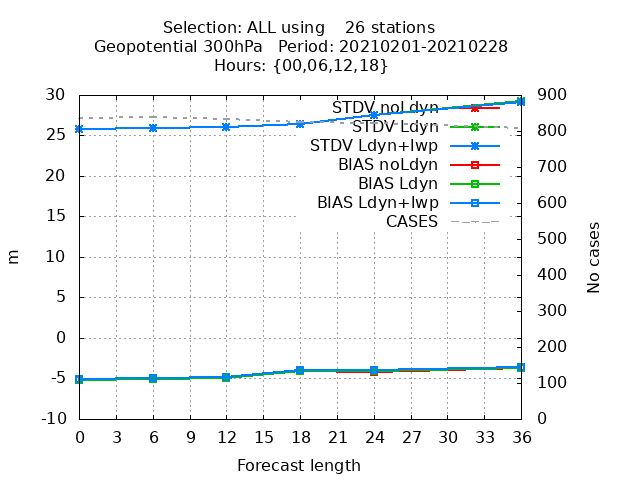 Selection: ALL using 26 stations
Geopotential 300hPa Period: 20210201-20210228
Hours: {00,06,12,18}
30 900
STDV noLdyn
25 800
STDV Ldyn
STDV Ldyn+lwp
BIAS noLdyn
20 700
BIAS Ldyn
BIAS Ldyn+lwp
15 600
CASES
10 500
m
No cases
5 400
0 300
200
-5 100
-10 0
0 3 6 9 12 15 18 21 24 27 30 33 36
Forecast length